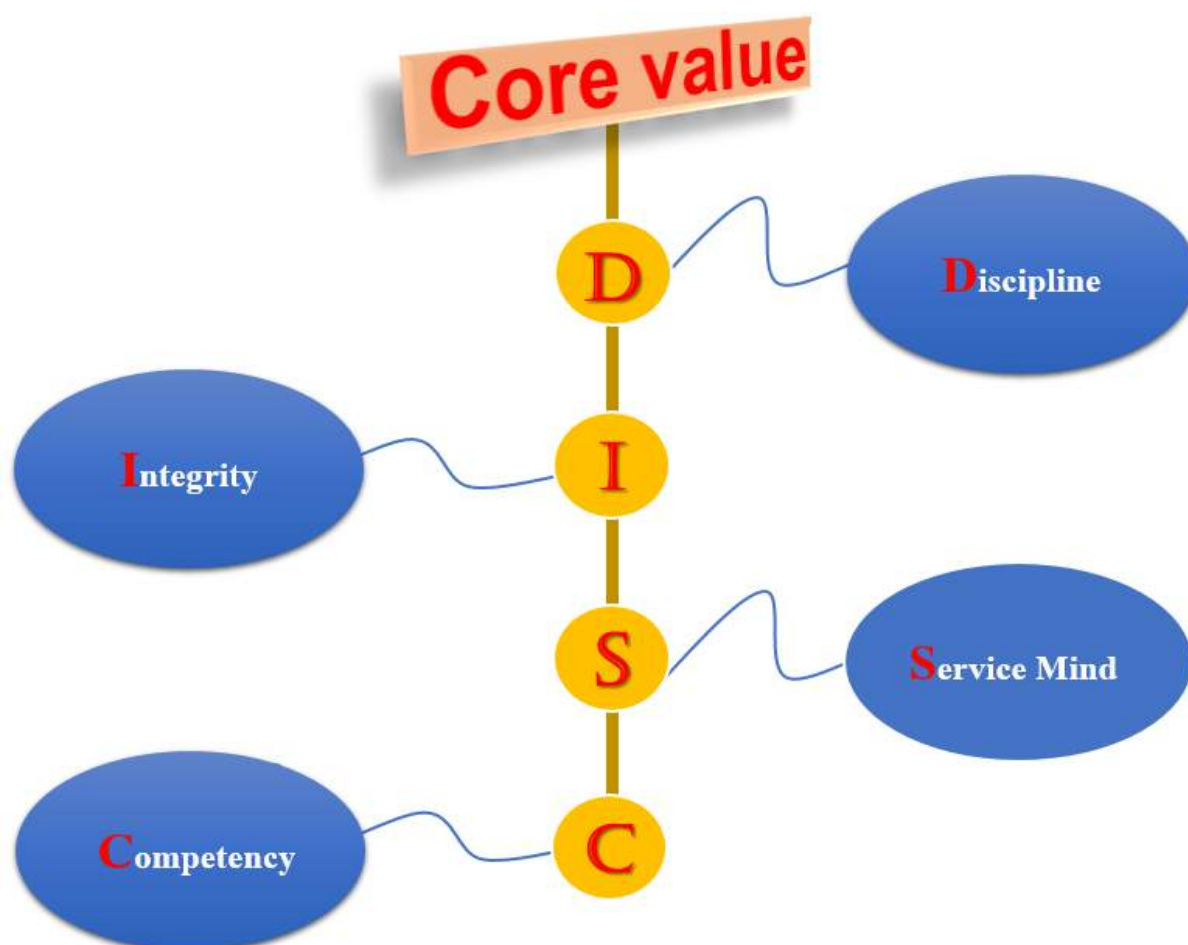 Core value
D
Discipline
I
Integrity
S
Service Mind
C
Competency